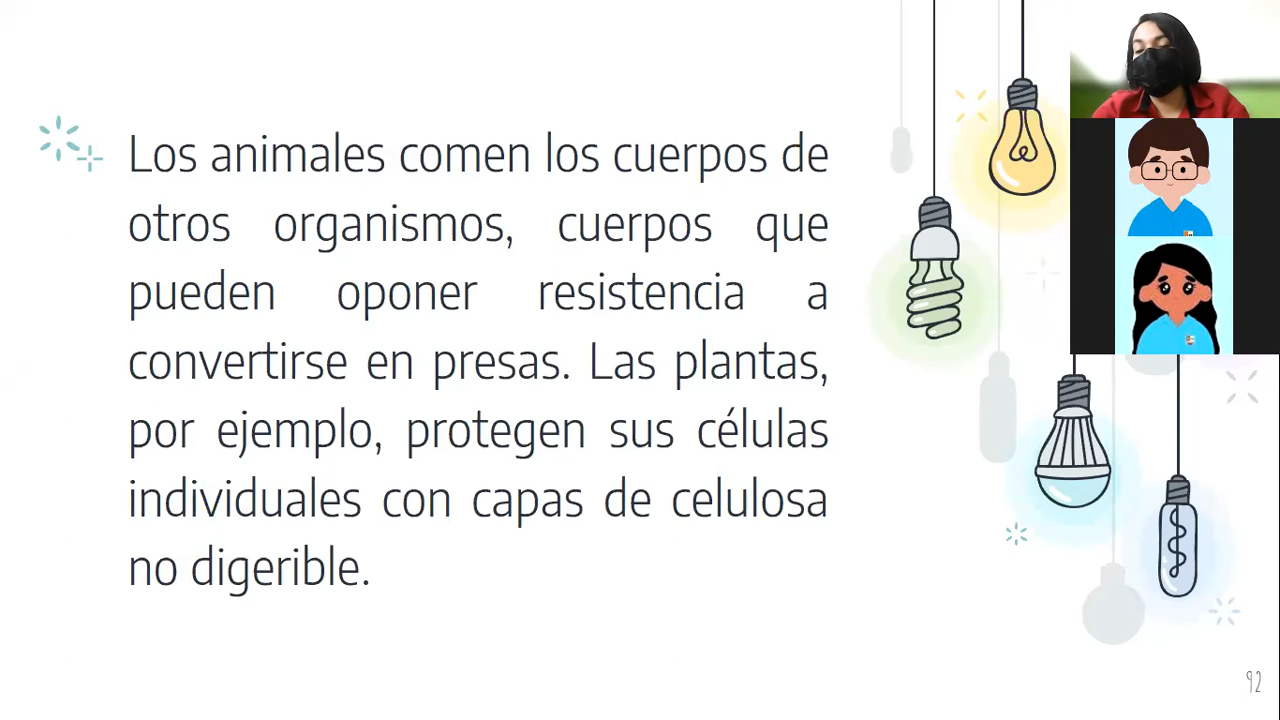 Los animales comen los cuerpos de
otros organismos, cuerpos que
pueden oponer resistencia a
convertirse en presas. Las plantas,
por ejemplo, protegen sus células
individuales con capas de celulosa
no digerible.
92